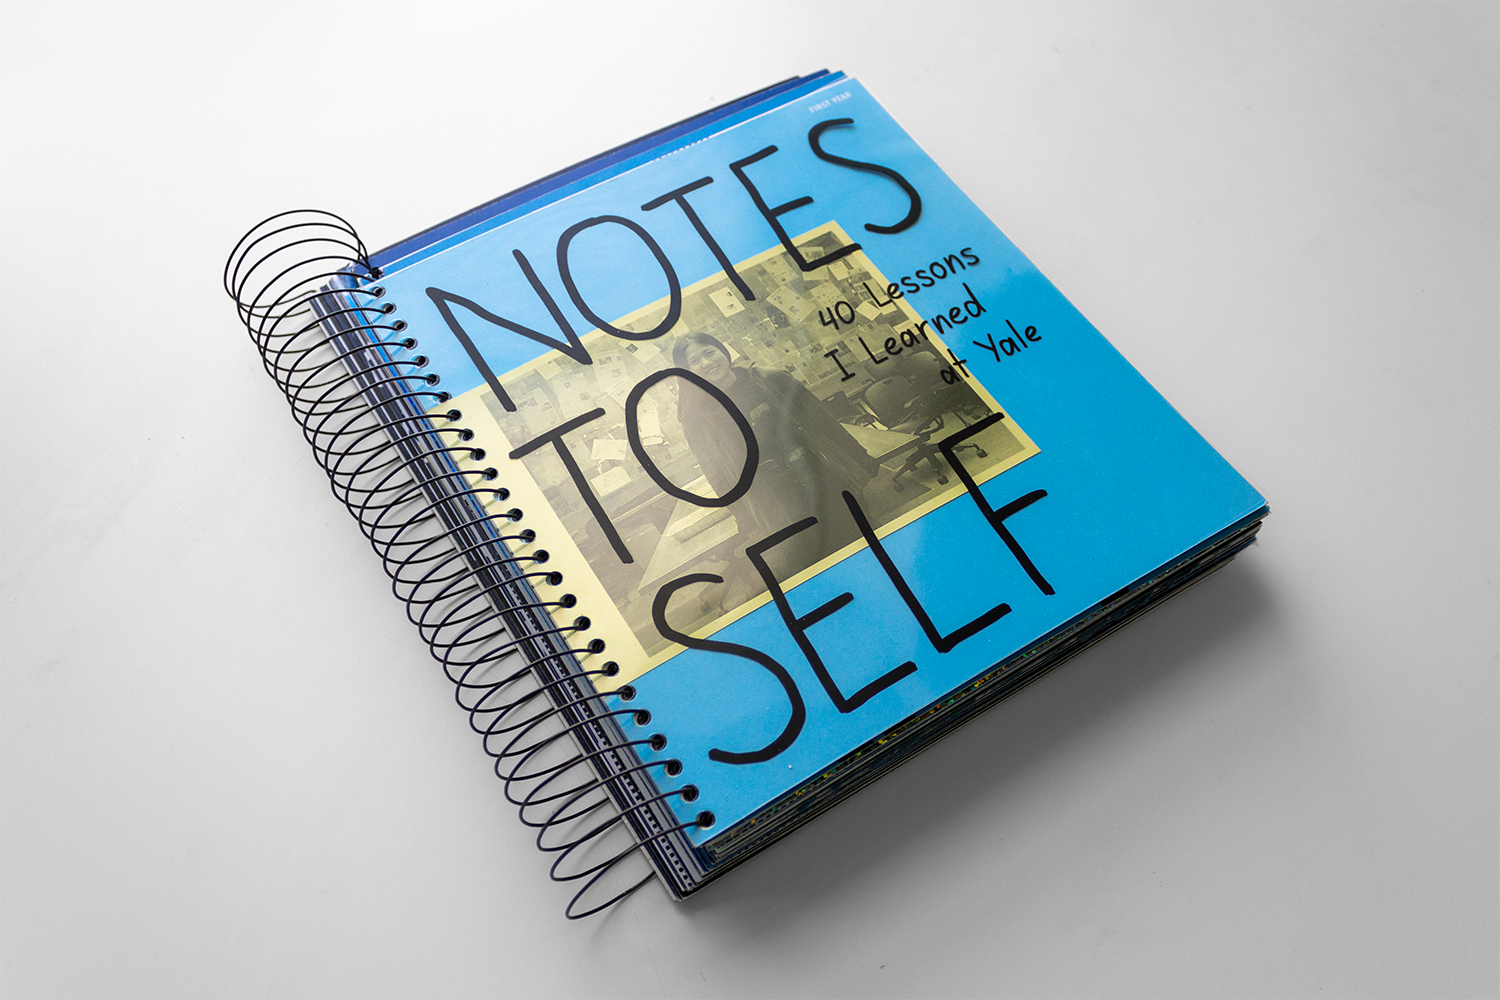 FIRST YEAR
NOTES
TO
SELF
40 Lessons
I Learned
at Yale